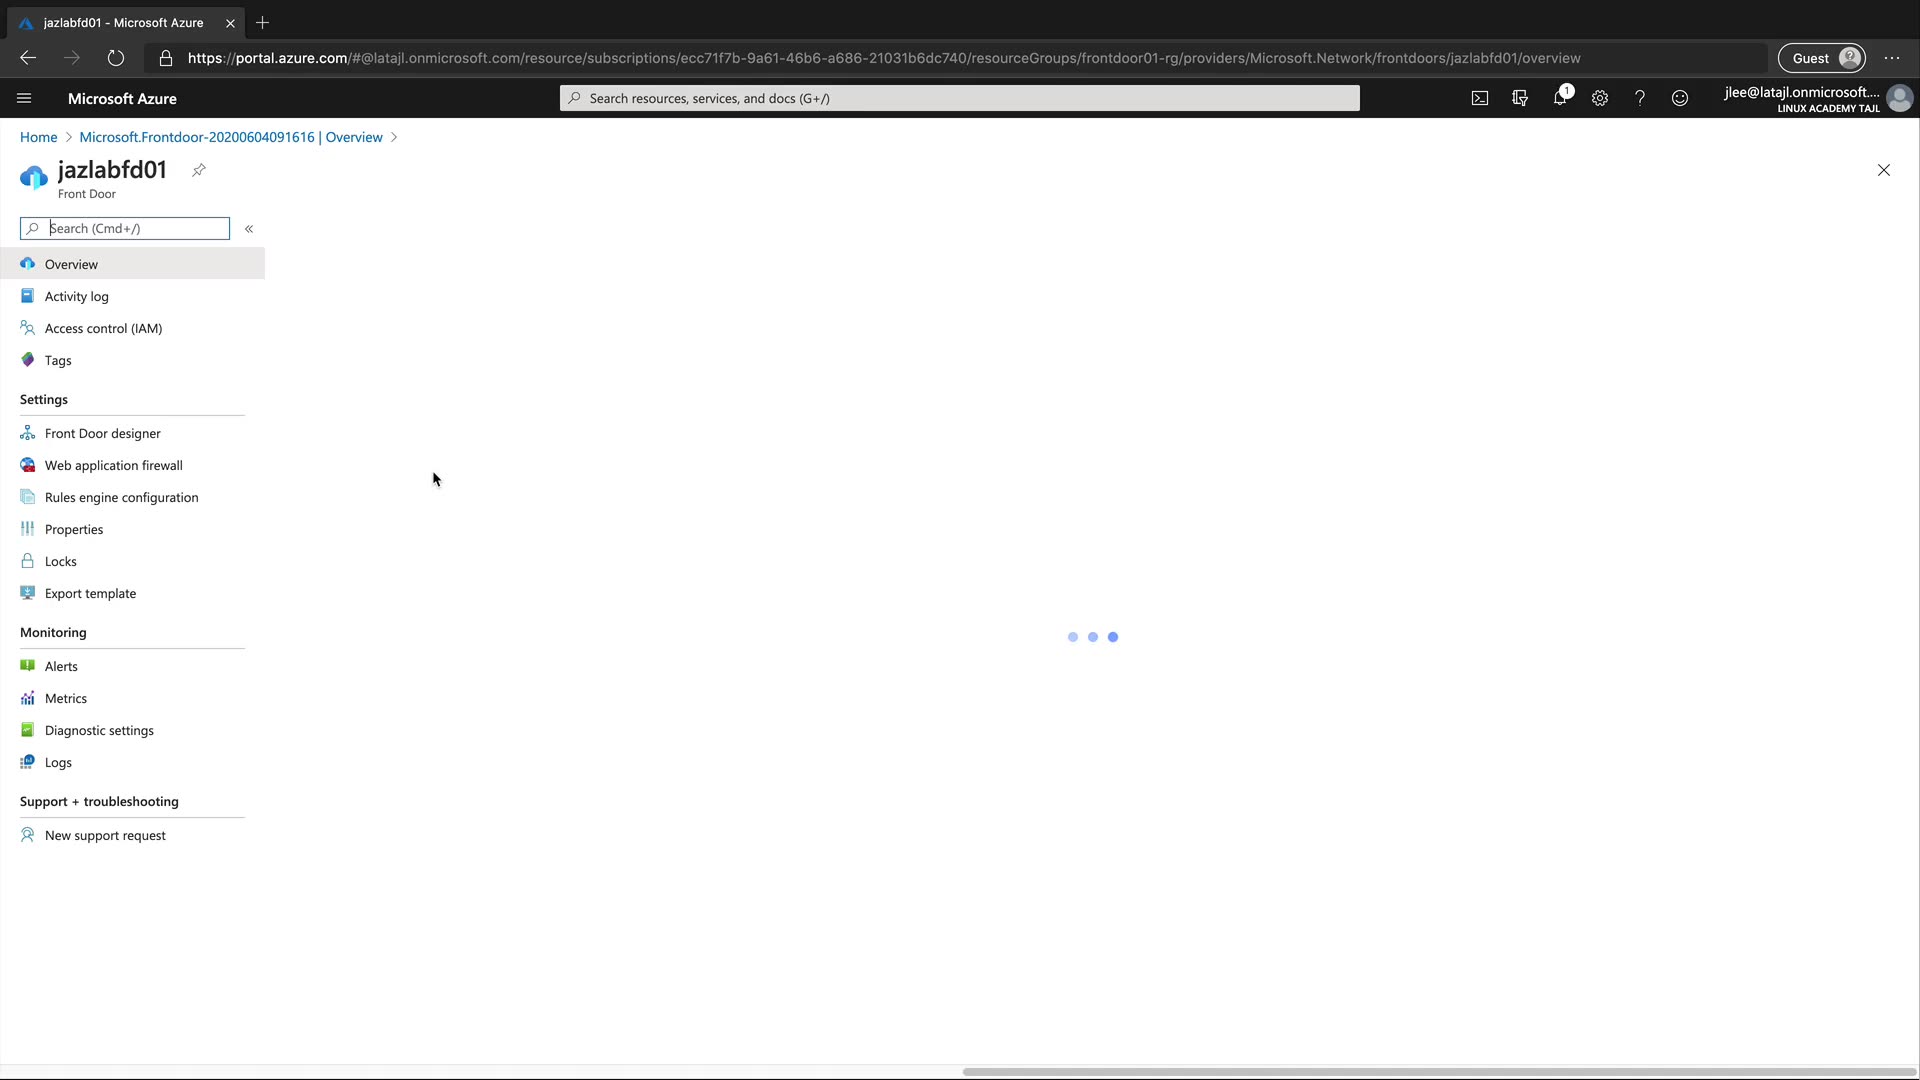 jazlabfd01 - Microsoft Azure
https://portal.azure.com/#@latajl.onmicrosoft.com/resource/subscriptions/ecc71f7b-9a61-46b6-a686-21031b6dc740/resourceGroups/frontdoor01-rg/providers/Microsoft.Network/frontdoors/jazlabfd01/overview
Guest
Microsoft Azure
Search resources, services, and docs (G+/)
1
jlee@latajl.onmicrosoft....
LINUX ACADEMY TAJL
Home > Microsoft.Frontdoor-20200604091616 | Overview >
jazlabfd01
Front Door
Search (Cmd+/)
«
Overview
Activity log
Access control (IAM)
Tags
Settings
Front Door designer
Web application firewall
Rules engine configuration
Properties
Locks
Export template
Monitoring
Alerts
Metrics
Diagnostic settings
Logs
Support + troubleshooting
New support request